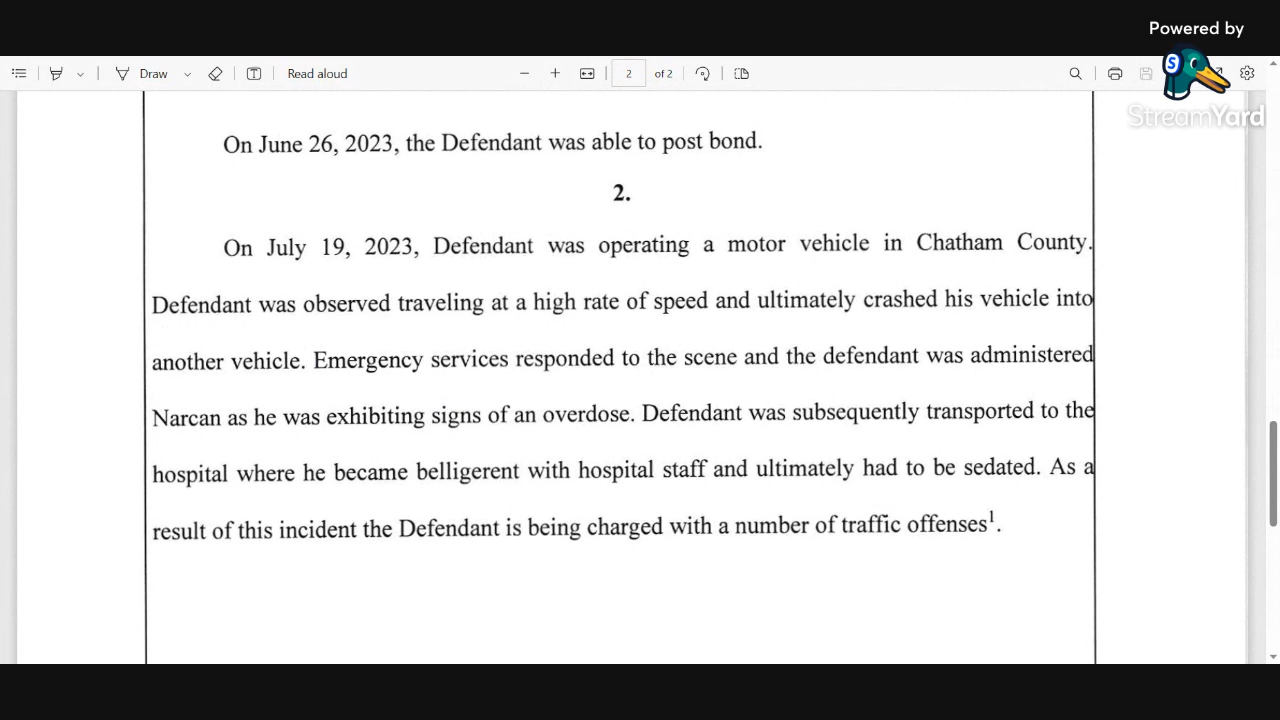 Powered by
Draw Read aloud 2 of 2
StreamYard
On June 26, 2023, the Defendant was able to post bond.
2.
On July 19, 2023, Defendant was operating a motor vehicle in Chatham County.
Defendant was observed traveling at a high rate of speed and ultimately crashed his vehicle into
another vehicle. Emergency services responded to the scene and the defendant was administered
Narcan as he was exhibiting signs of an overdose. Defendant was subsequently transported to the
hospital where he became belligerent with hospital staff and ultimately had to be sedated. As a
result of this incident the Defendant is being charged with a number of traffic offenses¹.